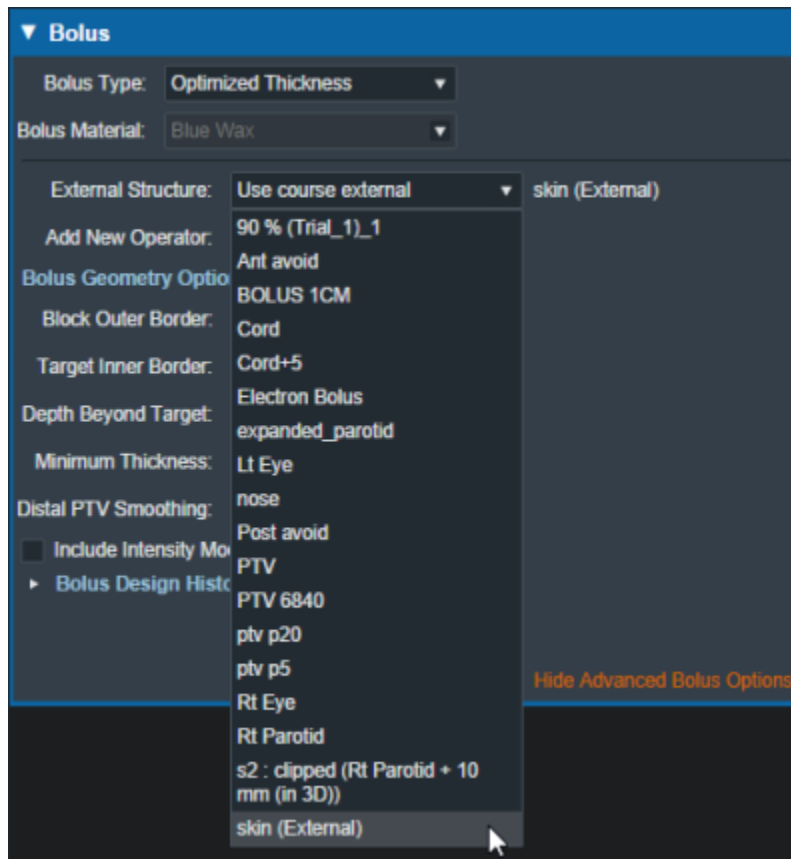 Bolus
Bolus Type: Optimized Thickness
Bolus Material: Blue Wax
External Structure: Use course external skin (External)
Add New Operator:
Bolus Geometry Optio
Block Outer Border:
Target Inner Border:
Depth Beyond Target:
Minimum Thickness:
Distal PTV Smoothing:
Include Intensity Mo
Bolus Design Histo
90 % (Trial_1)_1
Ant avoid
BOLUS 1CM
Cord
Cord+5
Electron Bolus
expanded_parotid
Lt Eye
nose
Post avoid
PTV
PTV 6840
ptv p20
ptv p5
Rt Eye
Rt Parotid
s2 : clipped (Rt Parotid + 10
mm (in 3D))
skin (External)
Hide Advanced Bolus Options